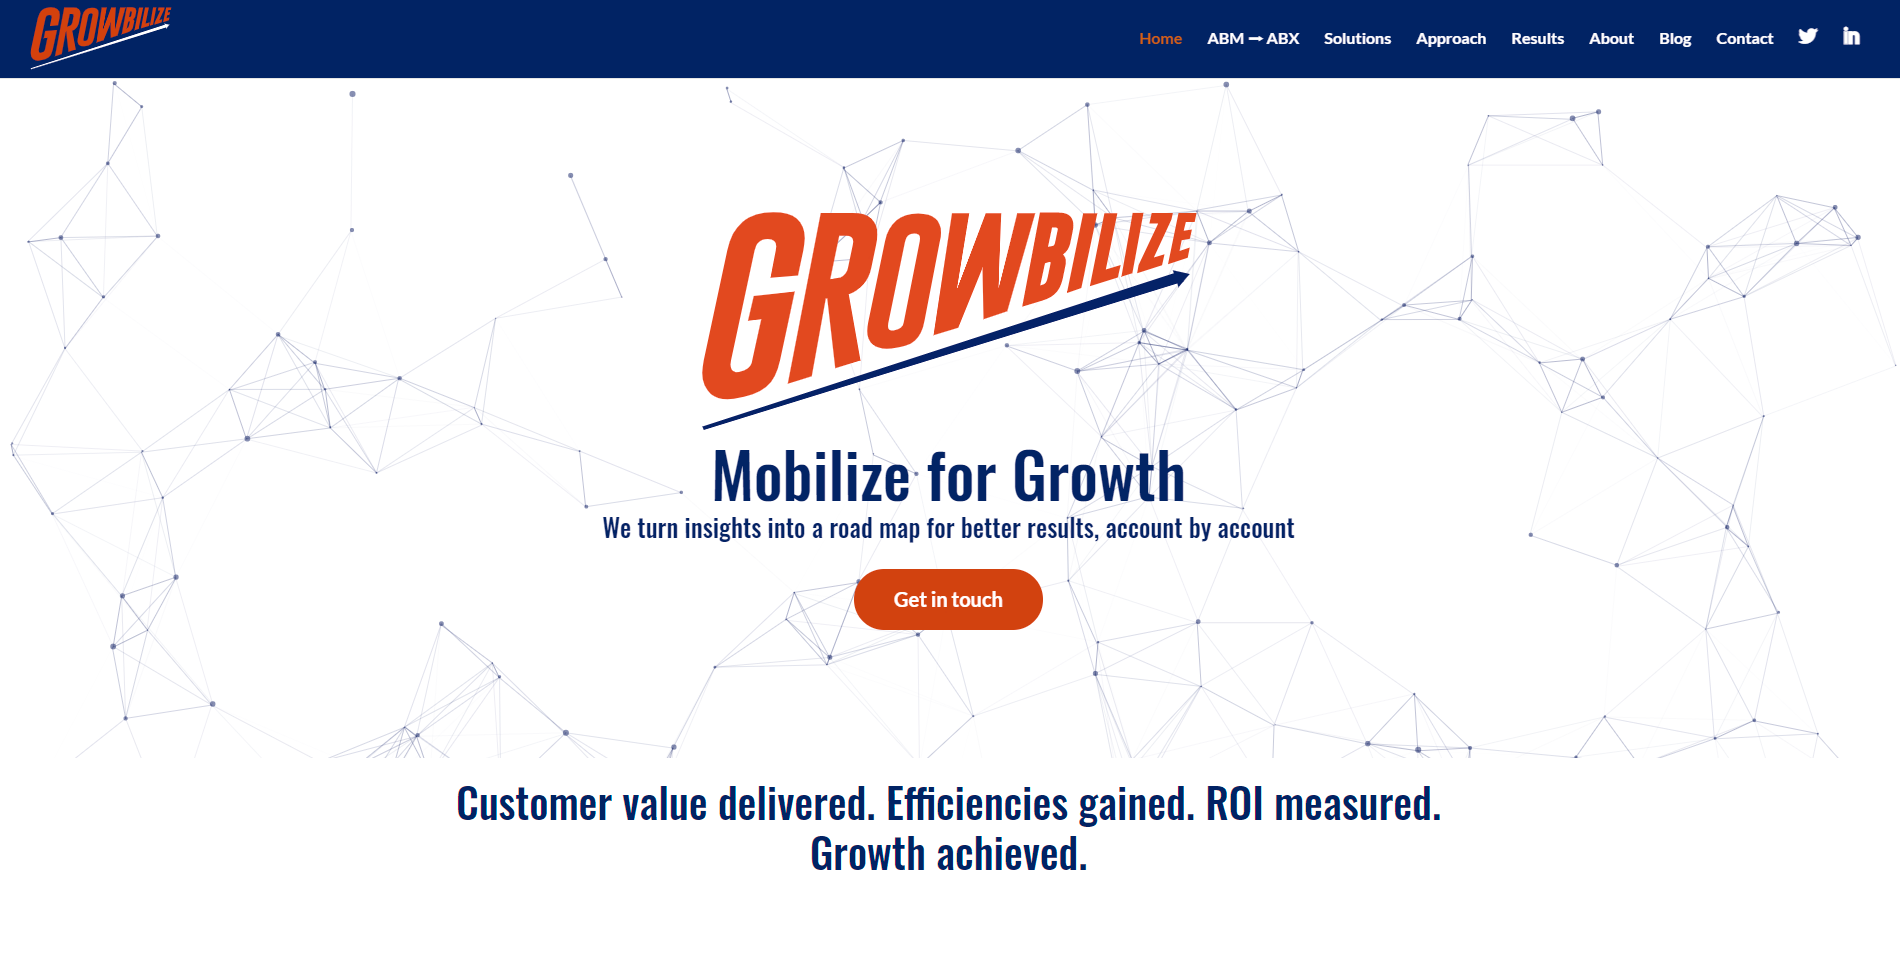 GROWBILIZE
Home ABM ➞ ABX Solutions Approach Results About Blog Contact
GROWBILIZE
Mobilize for Growth
We turn insights into a road map for better results, account by account
Get in touch
Customer value delivered. Efficiencies gained. ROI measured.
Growth achieved.